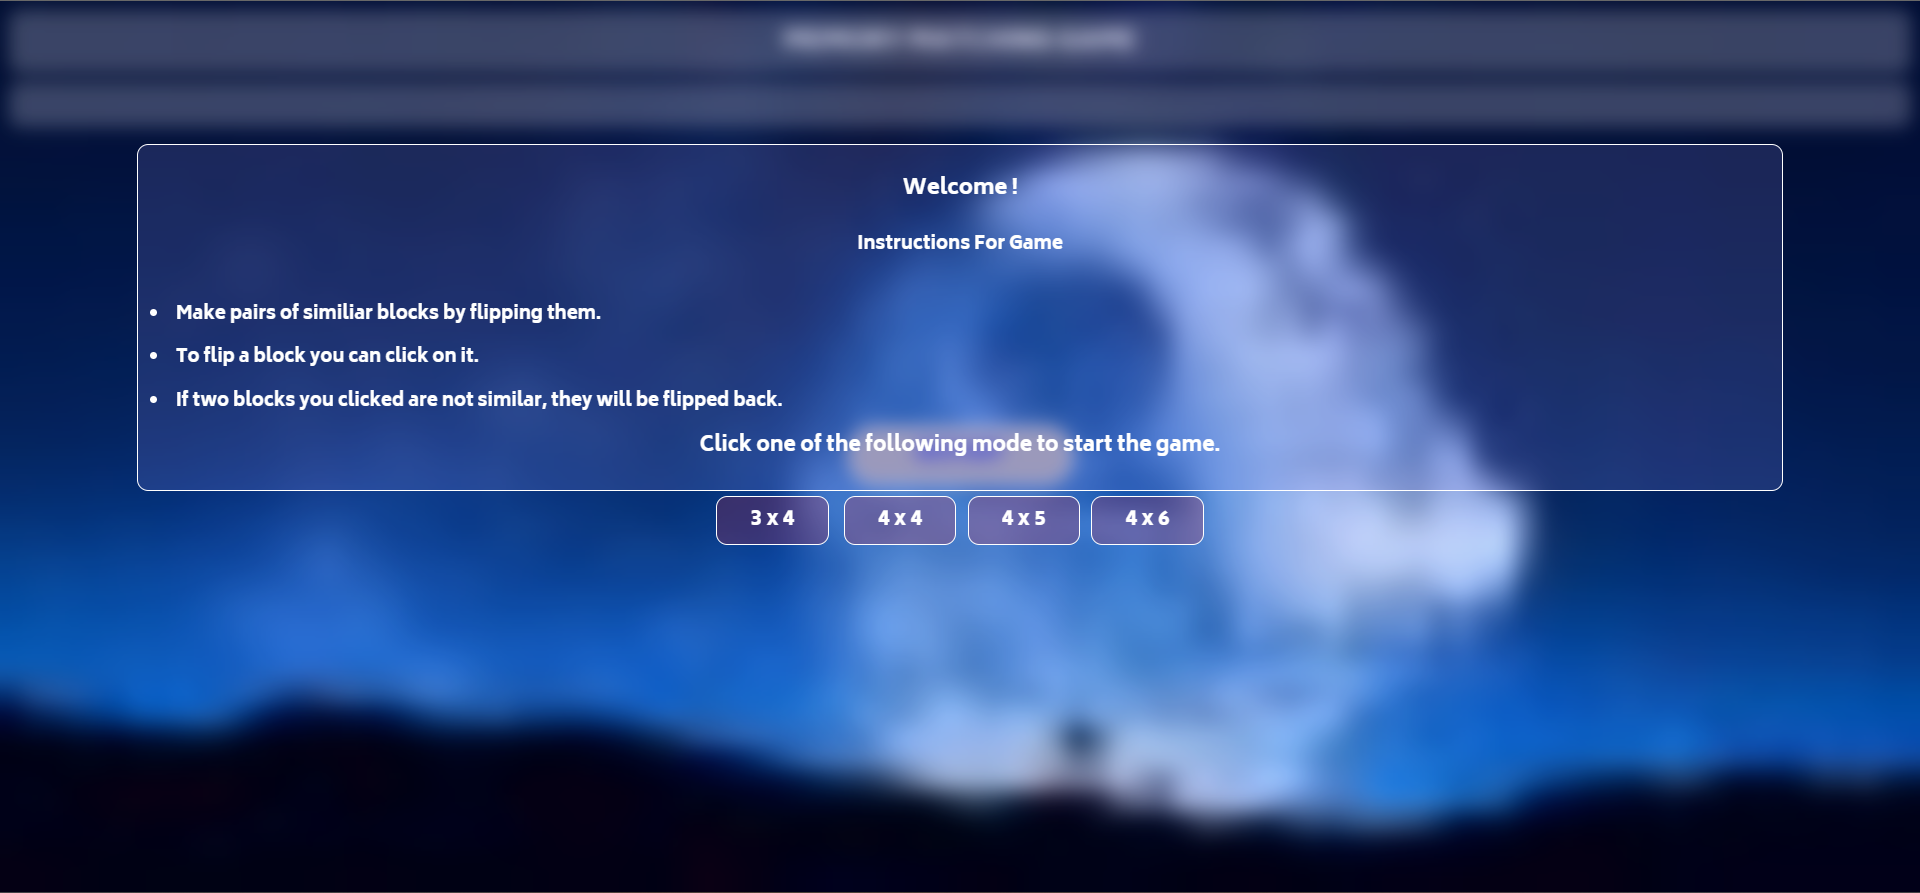 Welcome !
Instructions For Game
Make pairs of similiar blocks by flipping them.
To flip a block you can click on it.
If two blocks you clicked are not similar, they will be flipped back.
Click one of the following mode to start the game.
3 x 4
4 x 4
4 x 5
4 x 6